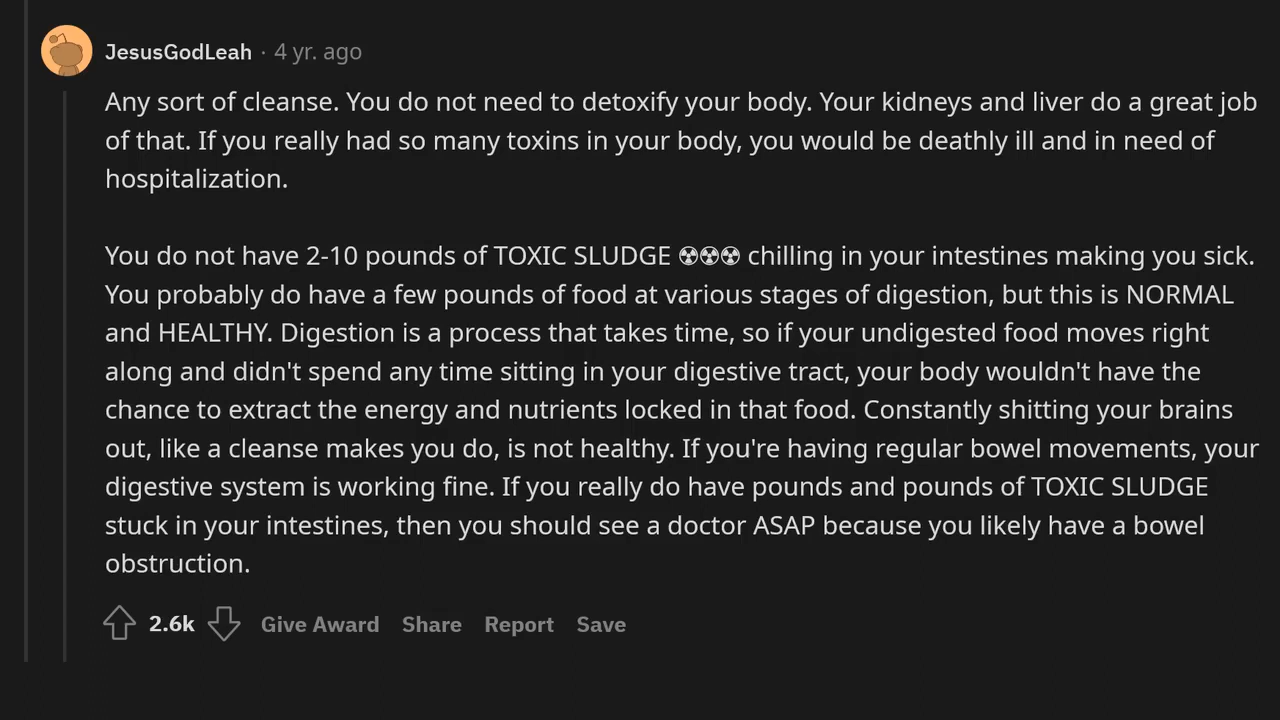 JesusGodLeah · 4 yr. ago
Any sort of cleanse. You do not need to detoxify your body. Your kidneys and liver do a great job
of that. If you really had so many toxins in your body, you would be deathly ill and in need of
hospitalization.
You do not have 2-10 pounds of TOXIC SLUDGE ☢☢☢ chilling in your intestines making you sick.
You probably do have a few pounds of food at various stages of digestion, but this is NORMAL
and HEALTHY. Digestion is a process that takes time, so if your undigested food moves right
along and didn't spend any time sitting in your digestive tract, your body wouldn't have the
chance to extract the energy and nutrients locked in that food. Constantly shitting your brains
out, like a cleanse makes you do, is not healthy. If you're having regular bowel movements, your
digestive system is working fine. If you really do have pounds and pounds of TOXIC SLUDGE
stuck in your intestines, then you should see a doctor ASAP because you likely have a bowel
obstruction.
2.6k Give Award Share Report Save